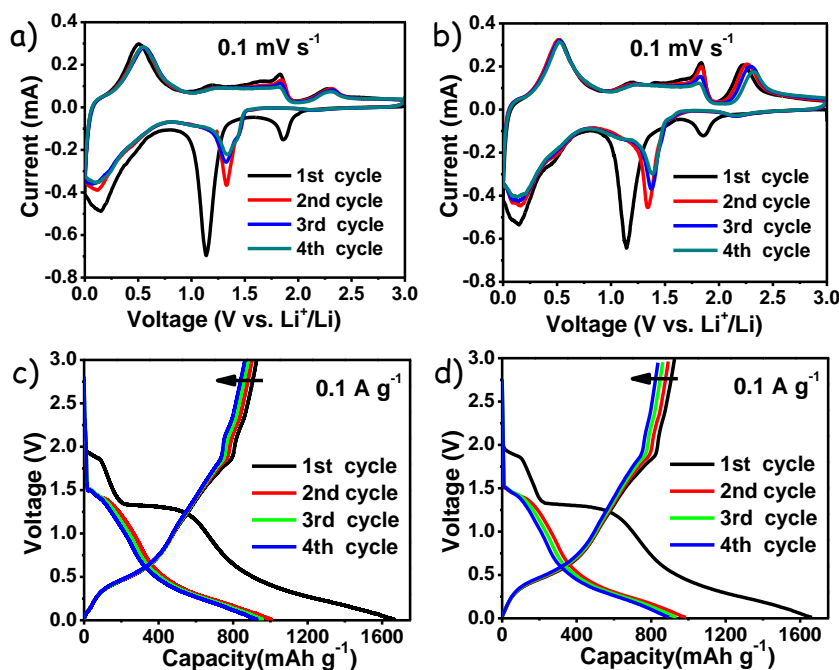 a)
0.1 mV s⁻¹
Current (mA)
0.4
0.2
0.0
-0.2
-0.4
-0.6
-0.8
1st cycle
2nd cycle
3rd cycle
4th cycle
0.0 0.5 1.0 1.5 2.0 2.5 3.0
Voltage (V vs. Li⁺/Li)
b)
0.1 mV s⁻¹
Current (mA)
0.4
0.2
0.0
-0.2
-0.4
-0.6
-0.8
1st cycle
2nd cycle
3rd cycle
4th cycle
0.0 0.5 1.0 1.5 2.0 2.5 3.0
Voltage (V vs. Li⁺/Li)
c)
0.1 A g⁻¹
Voltage (V)
3.0
2.5
2.0
1.5
1.0
0.5
0.0
1st cycle
2nd cycle
3rd cycle
4th cycle
0 400 800 1200 1600
Capacity(mAh g⁻¹)
d)
0.1 A g⁻¹
Voltage (V)
3.0
2.5
2.0
1.5
1.0
0.5
0.0
1st cycle
2nd cycle
3rd cycle
4th cycle
0 400 800 1200 1600
Capacity(mAh g⁻¹)